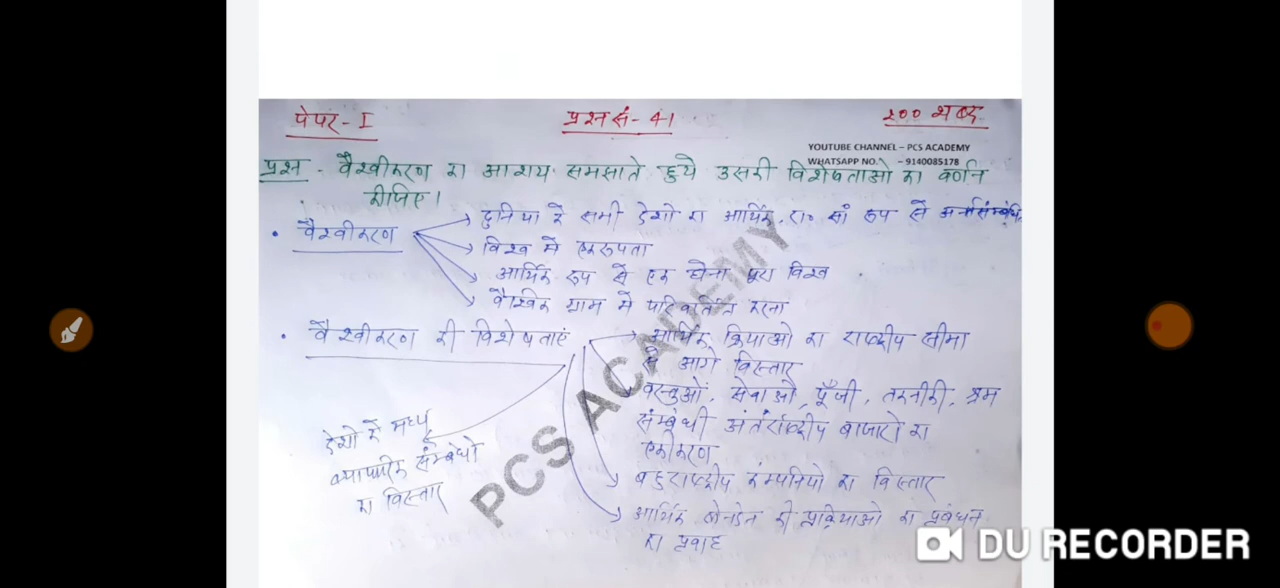 पेपर - I
प्रश्न सं - 41
200 शब्द
YOUTUBE CHANNEL – PCS ACADEMY
WHATSAPP NO. - 9140085178
प्रश्न - वैश्वीकरण का आशय समझाते हुये उसकी विशेषताओ का वर्णन
कीजिए।
• वैश्वीकरण
दुनिया के सभी देशो का आर्थिक, रा० सां रूप से अन्तर्सम्बंधि
विश्व मे एकरूपता
आर्थिक रूप से एक होना पूरा विश्व
वैश्विक ग्राम मे परिवर्तित करना
• वैश्वीकरण की विशेषताएं
आर्थिक क्रियाओ का राष्ट्रीय सीमा
से आगे विस्तार
वस्तुओं, सेवाओ, पूँजी, तकनीकी, श्रम
संम्बंधी अंतर्राष्ट्रीय बाजारो का
एकीकरण
बहुराष्ट्रीय कंम्पनियो का विस्तार
आर्थिक लेनदेन की प्रक्रियाओ का प्रबंधन
का प्रवाह
देशो के मध्य
व्यापारिक संम्बंधो
का विस्तार
PCS ACADEMY
DU RECORDER